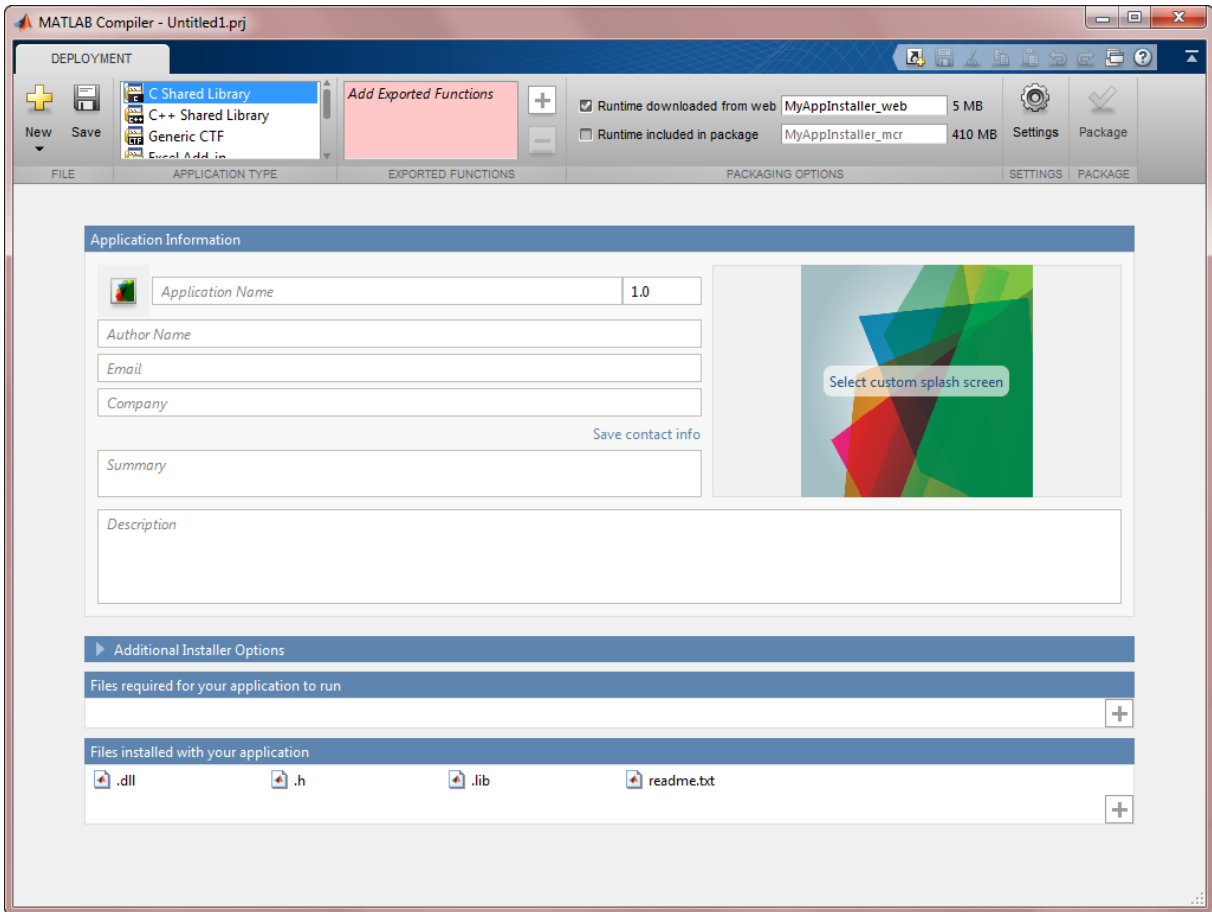 MATLAB Compiler - Untitled1.prj
DEPLOYMENT
New
Save
FILE
C Shared Library
C++ Shared Library
Generic CTF
Excel Add-in
APPLICATION TYPE
Add Exported Functions
EXPORTED FUNCTIONS
Runtime downloaded from web MyAppInstaller_web 5 MB
Runtime included in package MyAppInstaller_mcr 410 MB
PACKAGING OPTIONS
Settings
SETTINGS
Package
PACKAGE
Application Information
Application Name 1.0
Author Name
Email
Company
Save contact info
Summary
Select custom splash screen
Description
Additional Installer Options
Files required for your application to run
Files installed with your application
.dll .h .lib readme.txt